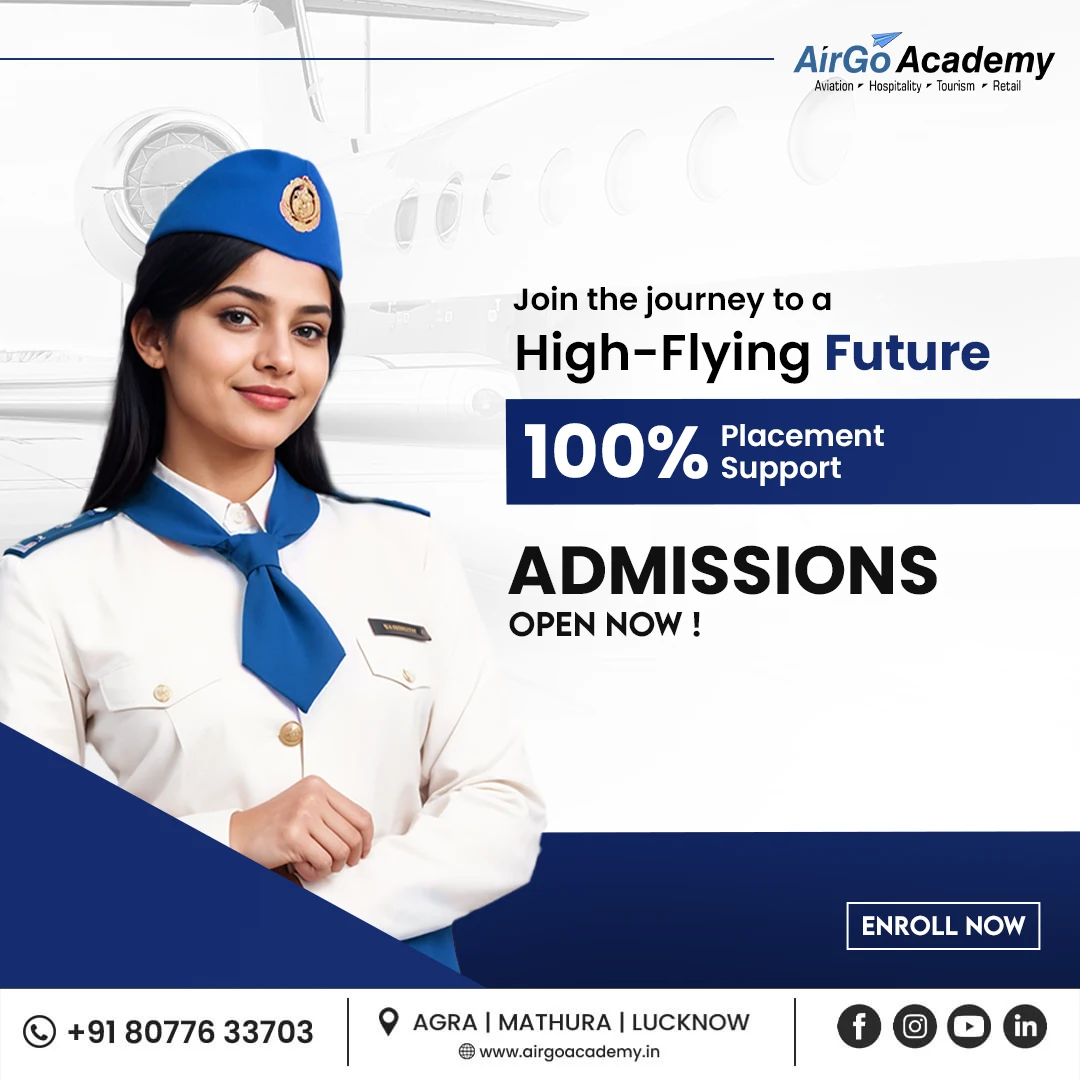 AirGo Academy
Aviation Hospitality Tourism Retail
Join the journey to a
High-Flying Future
100% Placement
Support
ADMISSIONS
OPEN NOW !
ENROLL NOW
+91 80776 33703
AGRA | MATHURA | LUCKNOW
www.airgoacademy.in